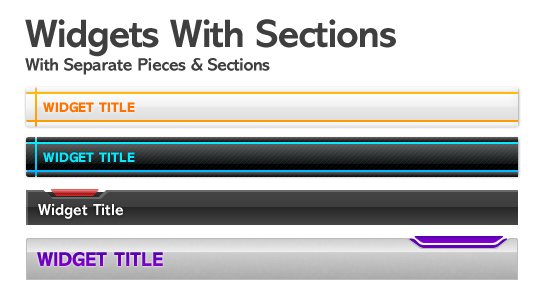 Widgets With Sections
With Separate Pieces & Sections
WIDGET TITLE
WIDGET TITLE
Widget Title
WIDGET TITLE